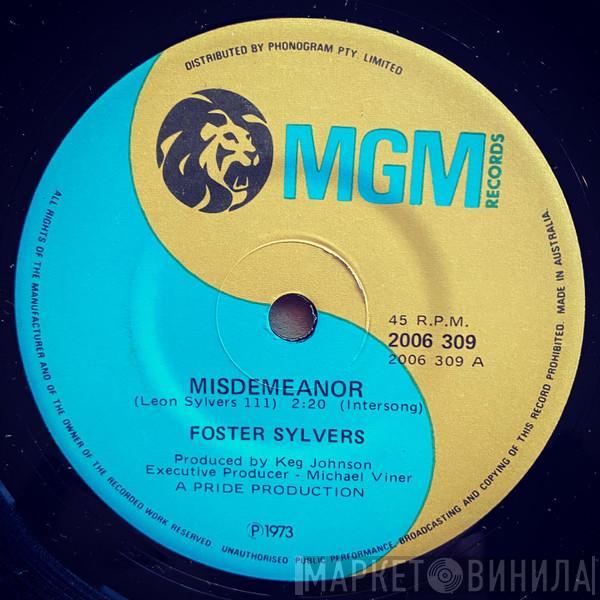 DISTRIBUTED BY PHONOGRAM PTY. LIMITED
MGM
RECORDS
45 R.P.M.
2006 309
2006 309 A
MISDEMEANOR
(Leon Sylvers 111) 2:20 (Intersong)
FOSTER SYLVERS
Produced by Keg Johnson
Executive Producer - Michael Viner
A PRIDE PRODUCTION
Ⓟ1973
ALL RIGHTS OF THE MANUFACTURER AND OF THE OWNER OF THE RECORDED WORK RESERVED. UNAUTHORISED PUBLIC PERFORMANCE, BROADCASTING AND COPYING OF THIS RECORD PROHIBITED. MADE IN AUSTRALIA.
МАРКЕТ ВИНИЛА